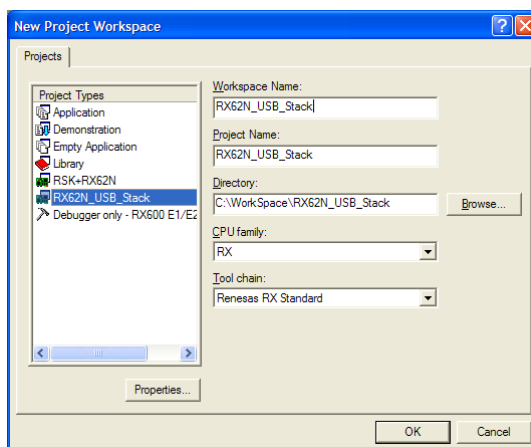 New Project Workspace
Projects
Project Types
Application
Demonstration
Empty Application
Library
RSK+RX62N
RX62N_USB_Stack
Debugger only - RX600 E1/E2
Properties...
Workspace Name:
RX62N_USB_Stack
Project Name:
RX62N_USB_Stack
Directory:
C:\WorkSpace\RX62N_USB_Stack
Browse...
CPU family:
RX
Tool chain:
Renesas RX Standard
OK
Cancel